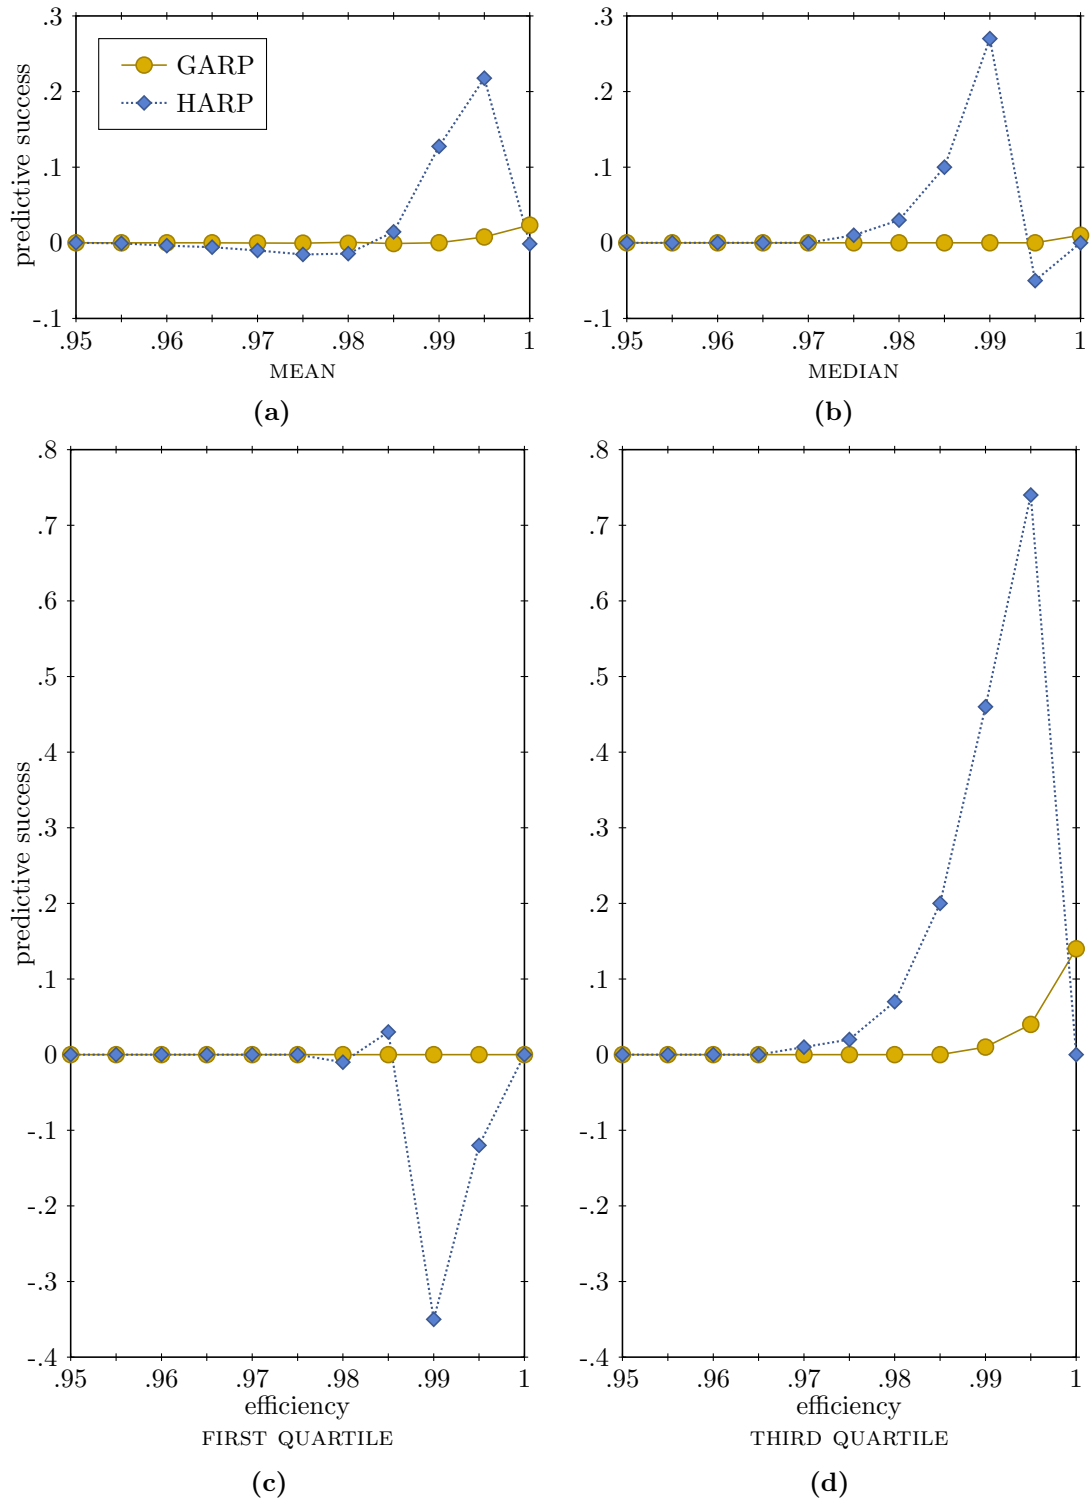 .3
.2
.1
0
-.1
predictive success
GARP
HARP
.95 .96 .97 .98 .99 1
MEAN
(a)
.3
.2
.1
0
-.1
.95 .96 .97 .98 .99 1
MEDIAN
(b)
.8
.7
.6
.5
.4
.3
.2
.1
0
-.1
-.2
-.3
-.4
predictive success
.95 .96 .97 .98 .99 1
efficiency
FIRST QUARTILE
(c)
.8
.7
.6
.5
.4
.3
.2
.1
0
-.1
-.2
-.3
-.4
.95 .96 .97 .98 .99 1
efficiency
THIRD QUARTILE
(d)